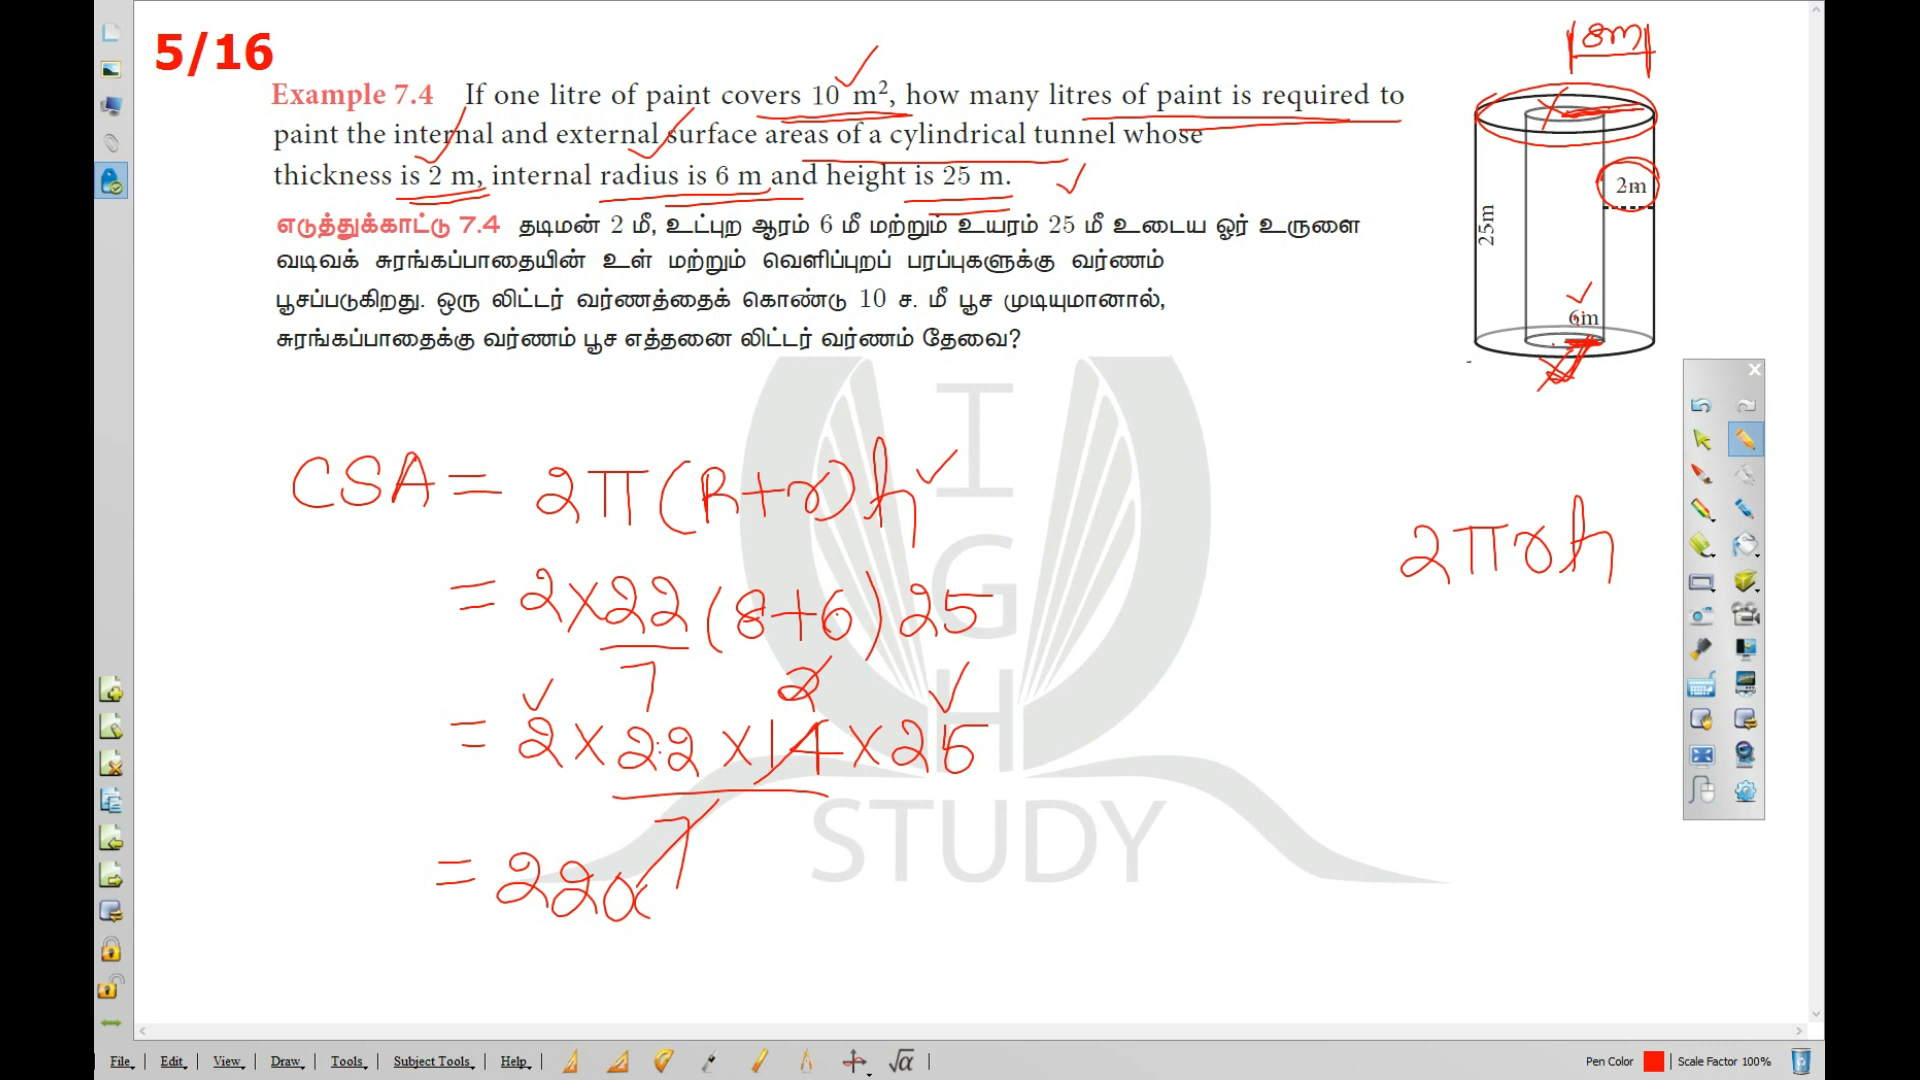 5/16
8m
Example 7.4 If one litre of paint covers 10 m², how many litres of paint is required to
paint the internal and external surface areas of a cylindrical tunnel whose
thickness is 2 m, internal radius is 6 m and height is 25 m.
எடுத்துக்காட்டு 7.4 தடிமன் 2 மீ, உட்புற ஆரம் 6 மீ மற்றும் உயரம் 25 மீ உடைய ஓர் உருளை
வடிவக் சுரங்கப்பாதையின் உள் மற்றும் வெளிப்புறப் பரப்புகளுக்கு வர்ணம்
பூசப்படுகிறது. ஒரு லிட்டர் வர்ணத்தைக் கொண்டு 10 ச. மீ பூச முடியுமானால்,
சுரங்கப்பாதைக்கு வர்ணம் பூச எத்தனை லிட்டர் வர்ணம் தேவை?
2m
25m
6m
IGH
STUDY
CSA = 2π(R+r)h
2πrh
= 2 × 22/7 (8+6) 25
2
= 2 × 22 × 14 × 25
7
= 220
File Edit View Draw Tools Subject Tools Help
√α
Pen Color Scale Factor 100%